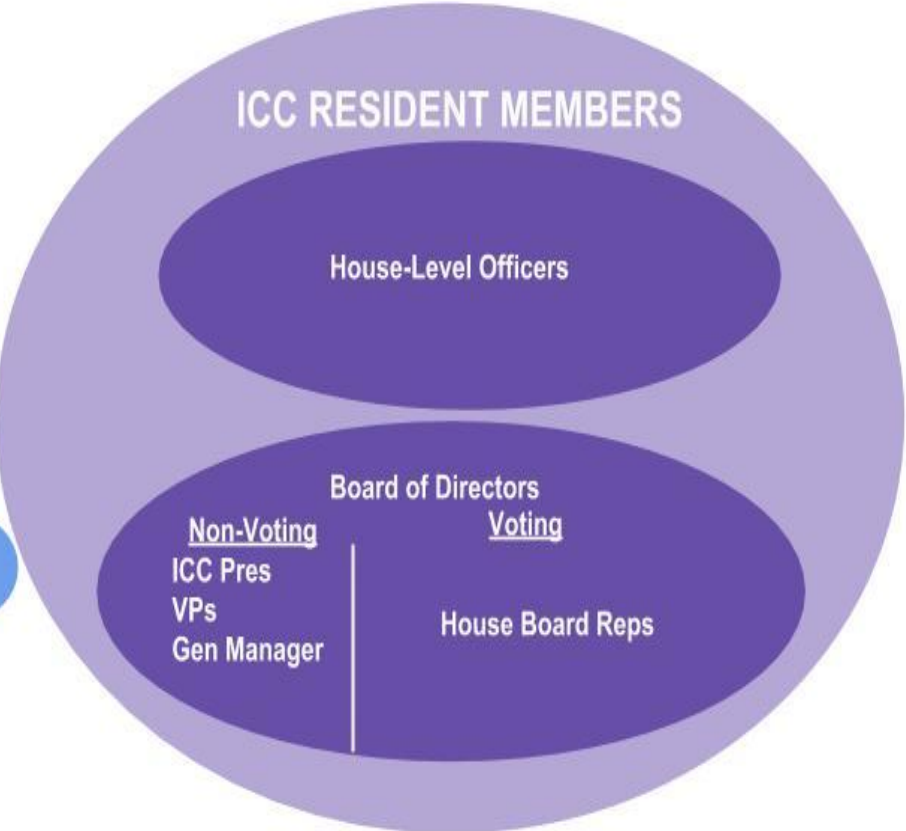 ICC RESIDENT MEMBERS
House-Level Officers
Board of Directors
Non-Voting
ICC Pres
VPs
Gen Manager
Voting
House Board Reps